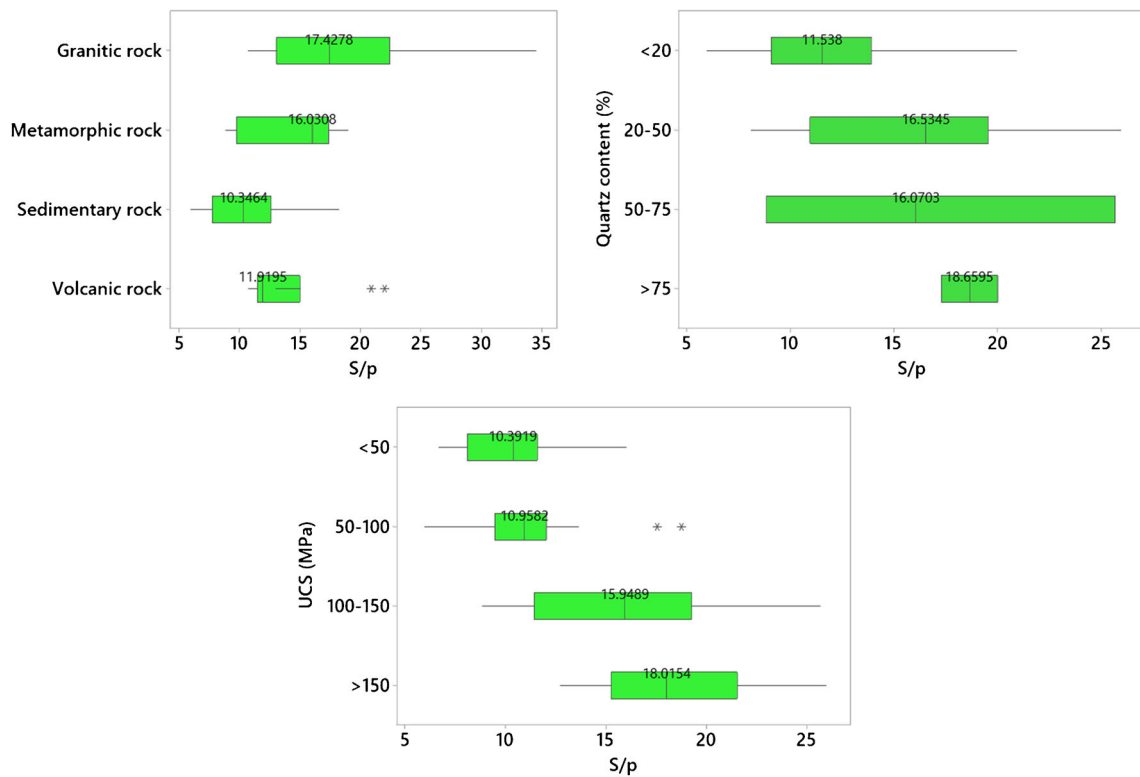 Granitic rock
17.4278
Metamorphic rock
16.0308
Sedimentary rock
10.3464
Volcanic rock
11.9195
**
5 10 15 20 25 30 35
S/p
Quartz content (%)
<20
11.538
20-50
16.5345
50-75
16.0703
>75
18.6595
5 10 15 20 25
S/p
UCS (MPa)
<50
10.3919
50-100
10.9582
* *
100-150
15.9489
>150
18.0154
5 10 15 20 25
S/p